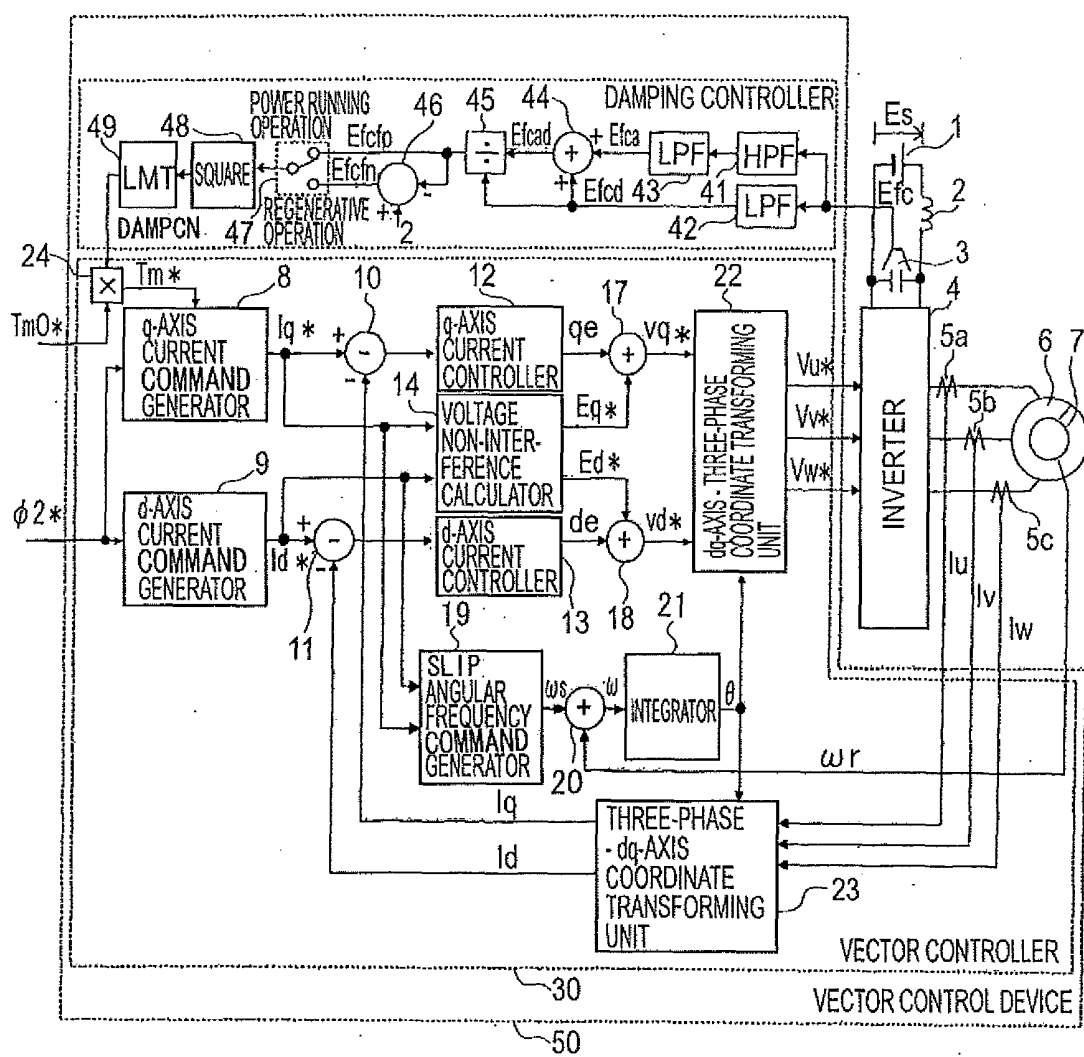 49
48
POWER RUNNING
OPERATION
46
45
44
DAMPING CONTROLLER
Es
1
LMT
SQUARE
Efcfp
Efcfn
÷
Efcad
+
Efca
LPF
HPF
+
43
41
Efcd
LPF
42
Efc
2
3
4
DAMPCN
47
REGENERATIVE
OPERATION
+
-
2
24
×
Tm*
Tm0*
8
10
12
17
22
q-AXIS
CURRENT
COMMAND
GENERATOR
Iq*
+
-
-
q-AXIS
CURRENT
CONTROLLER
qe
+
vq*
14
VOLTAGE
NON-INTER-
FERENCE
CALCULATOR
Eq*
Ed*
dq-AXIS - THREE-PHASE
COORDINATE TRANSFORMING
UNIT
Vu*
Vv*
Vw*
INVERTER
5a
5b
5c
6
7
ϕ2*
9
d-AXIS
CURRENT
COMMAND
GENERATOR
+
Id*
-
-
11
d-AXIS
CURRENT
CONTROLLER
13
de
+
18
vd*
Iu
Iv
Iw
19
SLIP
ANGULAR
FREQUENCY
COMMAND
GENERATOR
ωs
+
20
ω
21
INTEGRATOR
θ
ωr
Iq
Id
THREE-PHASE
- dq-AXIS
COORDINATE
TRANSFORMING
UNIT
23
VECTOR CONTROLLER
30
VECTOR CONTROL DEVICE
50